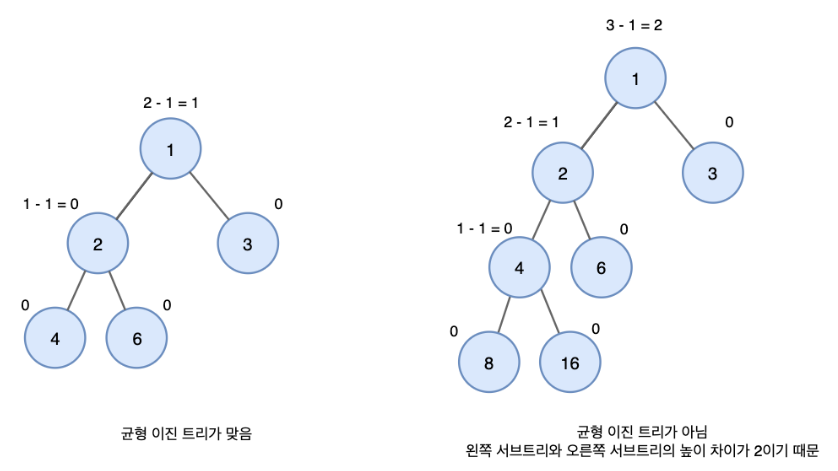 2 - 1 = 1
1
1 - 1 = 0
0
2
3
0
0
4
6
균형 이진 트리가 맞음
3 - 1 = 2
1
2 - 1 = 1
0
2
3
1 - 1 = 0
0
4
6
0
0
8
16
균형 이진 트리가 아님
왼쪽 서브트리와 오른쪽 서브트리의 높이 차이가 2이기 때문